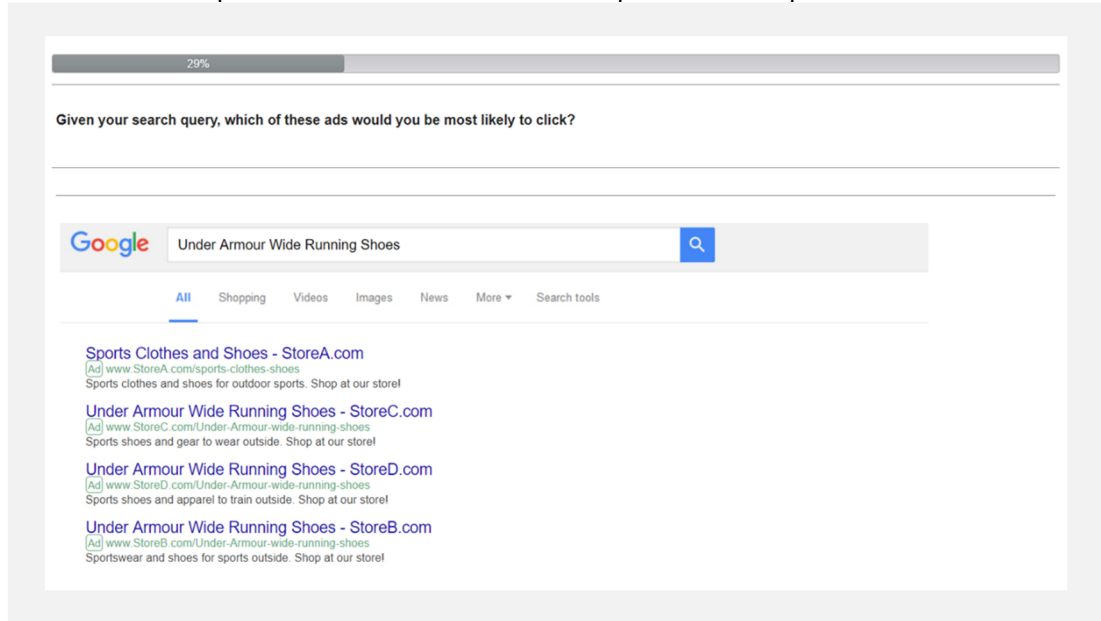 29%
Given your search query, which of these ads would you be most likely to click?
Google
Under Armour Wide Running Shoes
All Shopping Videos Images News More Search tools
Sports Clothes and Shoes - StoreA.com
Ad www.StoreA.com/sports-clothes-shoes
Sports clothes and shoes for outdoor sports. Shop at our store!
Under Armour Wide Running Shoes - StoreC.com
Ad www.StoreC.com/Under-Armour-wide-running-shoes
Sports shoes and gear to wear outside. Shop at our store!
Under Armour Wide Running Shoes - StoreD.com
Ad www.StoreD.com/Under-Armour-wide-running-shoes
Sports shoes and apparel to train outside. Shop at our store!
Under Armour Wide Running Shoes - StoreB.com
Ad www.StoreB.com/Under-Armour-wide-running-shoes
Sportswear and shoes for sports outside. Shop at our store!